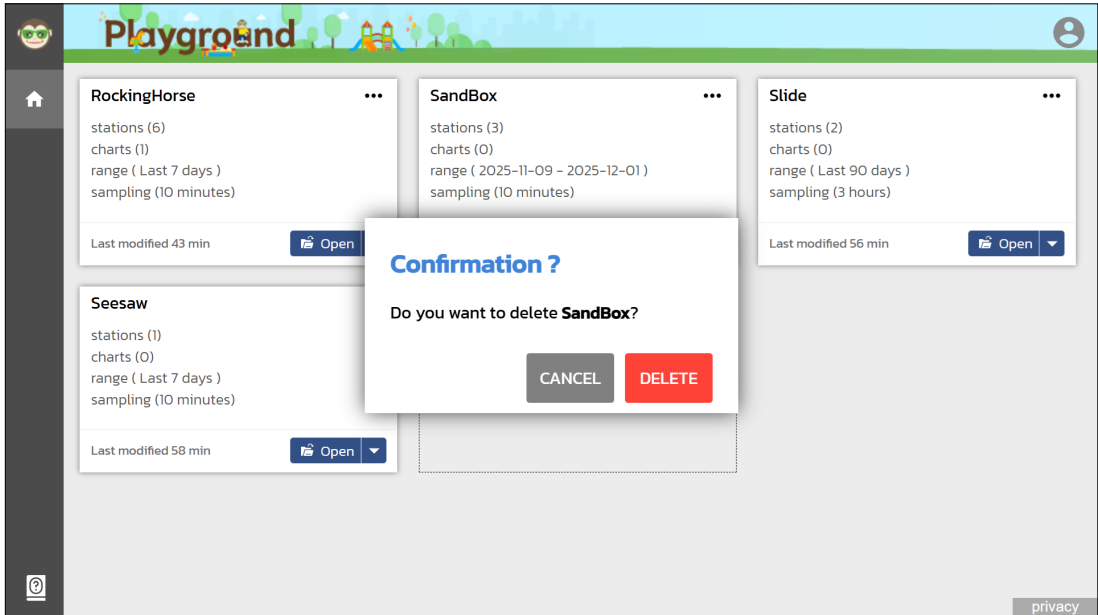 Playground
RockingHorse
stations (6)
charts (1)
range ( Last 7 days )
sampling (10 minutes)
Last modified 43 min
Open
SandBox
stations (3)
charts (0)
range ( 2025-11-09 - 2025-12-01 )
sampling (10 minutes)
Slide
stations (2)
charts (0)
range ( Last 90 days )
sampling (3 hours)
Last modified 56 min
Open
Confirmation ?
Do you want to delete SandBox?
CANCEL
DELETE
Seesaw
stations (1)
charts (0)
range ( Last 7 days )
sampling (10 minutes)
Last modified 58 min
Open
privacy